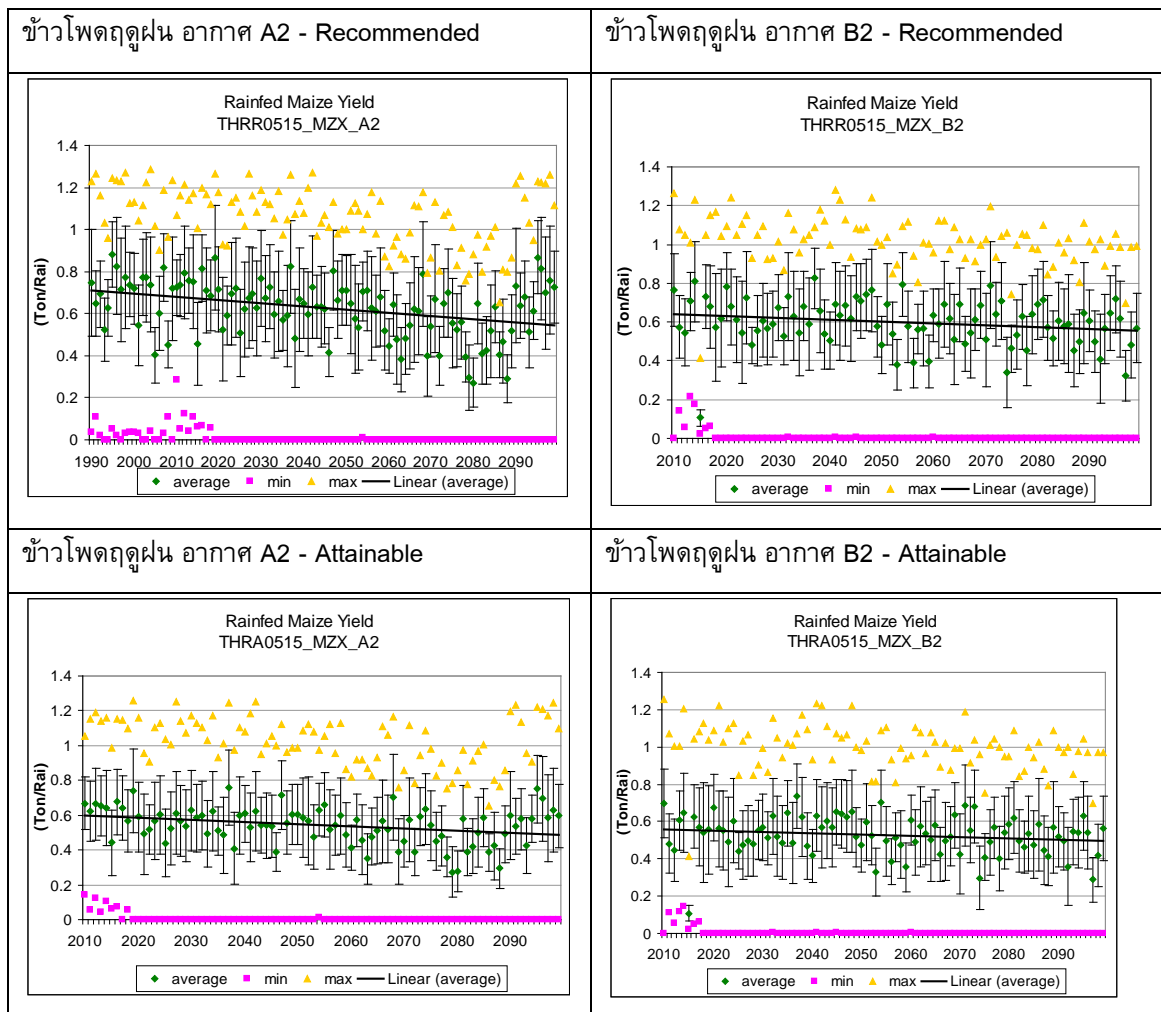 ข้าวโพดฤดูฝน อากาศ A2 - Recommended
ข้าวโพดฤดูฝน อากาศ B2 - Recommended
Rainfed Maize Yield
THRR0515_MZX_A2
(Ton/Rai)
1.4
1.2
1
0.8
0.6
0.4
0.2
0
1990 2000 2010 2020 2030 2040 2050 2060 2070 2080 2090
average min max Linear (average)
Rainfed Maize Yield
THRR0515_MZX_B2
(Ton/Rai)
1.4
1.2
1
0.8
0.6
0.4
0.2
0
2010 2020 2030 2040 2050 2060 2070 2080 2090
average min max Linear (average)
ข้าวโพดฤดูฝน อากาศ A2 - Attainable
ข้าวโพดฤดูฝน อากาศ B2 - Attainable
Rainfed Maize Yield
THRA0515_MZX_A2
(Ton/Rai)
1.4
1.2
1
0.8
0.6
0.4
0.2
0
2010 2020 2030 2040 2050 2060 2070 2080 2090
average min max Linear (average)
Rainfed Maize Yield
THRA0515_MZX_B2
(Ton/Rai)
1.4
1.2
1
0.8
0.6
0.4
0.2
0
2010 2020 2030 2040 2050 2060 2070 2080 2090
average min max Linear (average)